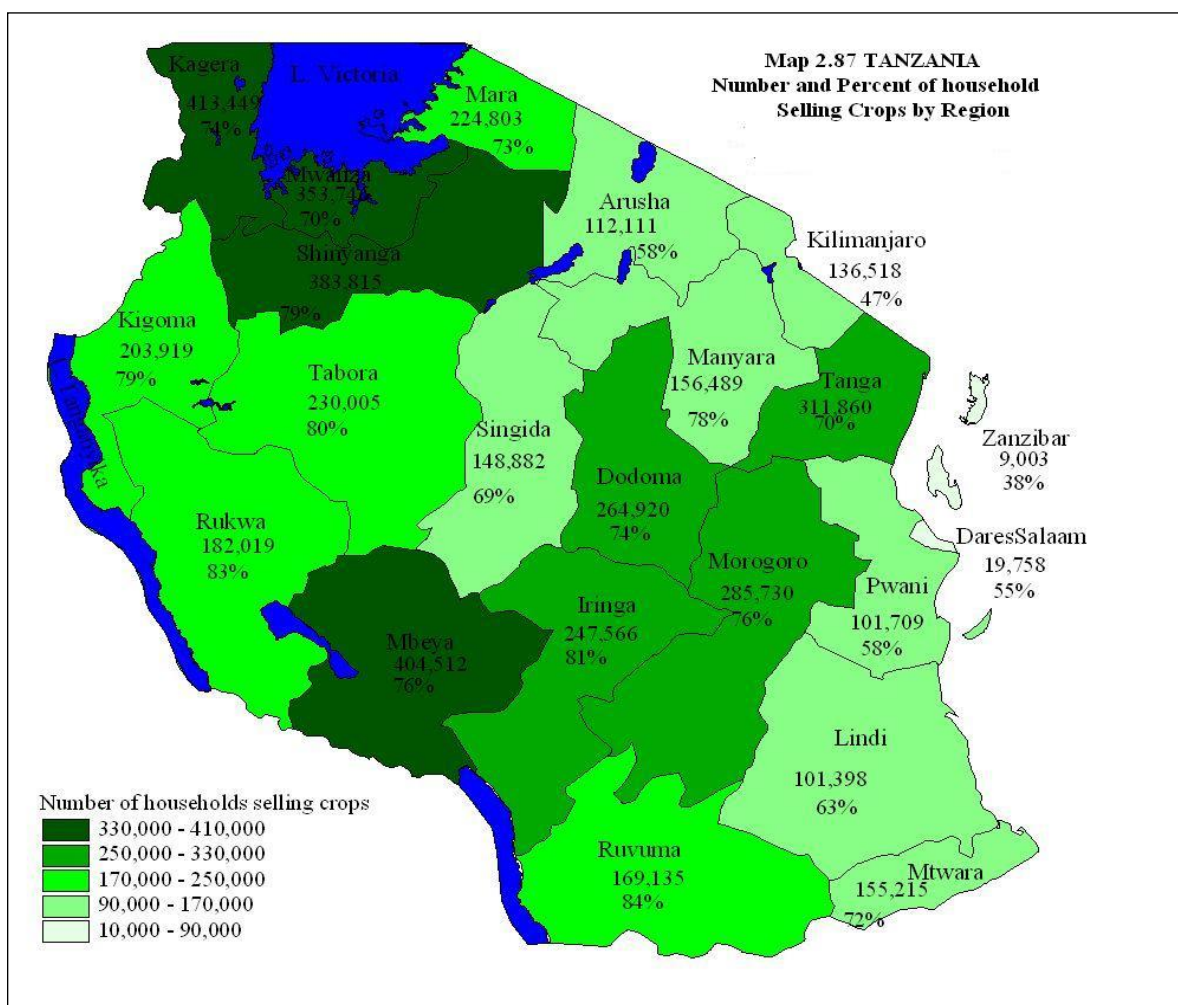 Map 2.87 TANZANIA
Number and Percent of household
Selling Crops by Region
Kagera
413,449
74%
L. Victoria
Mara
224,803
73%
Mwanza
353,74
70%
Shinyanga
383,815
79%
Arusha
112,111
58%
Kilimanjaro
136,518
47%
Kigoma
203,919
79%
Tabora
230,005
80%
Singida
148,882
69%
Manyara
156,489
78%
Tanga
311,860
70%
Zanzibar
9,003
38%
L.Tanganyika
Rukwa
182,019
83%
Dodoma
264,920
74%
Morogoro
285,730
76%
DaresSalaam
19,758
55%
Pwani
101,709
58%
Mbeya
404,512
76%
Iringa
247,566
81%
Lindi
101,398
63%
Ruvuma
169,135
84%
Mtwara
155,215
72%
Number of households selling crops
330,000 - 410,000
250,000 - 330,000
170,000 - 250,000
90,000 - 170,000
10,000 - 90,000